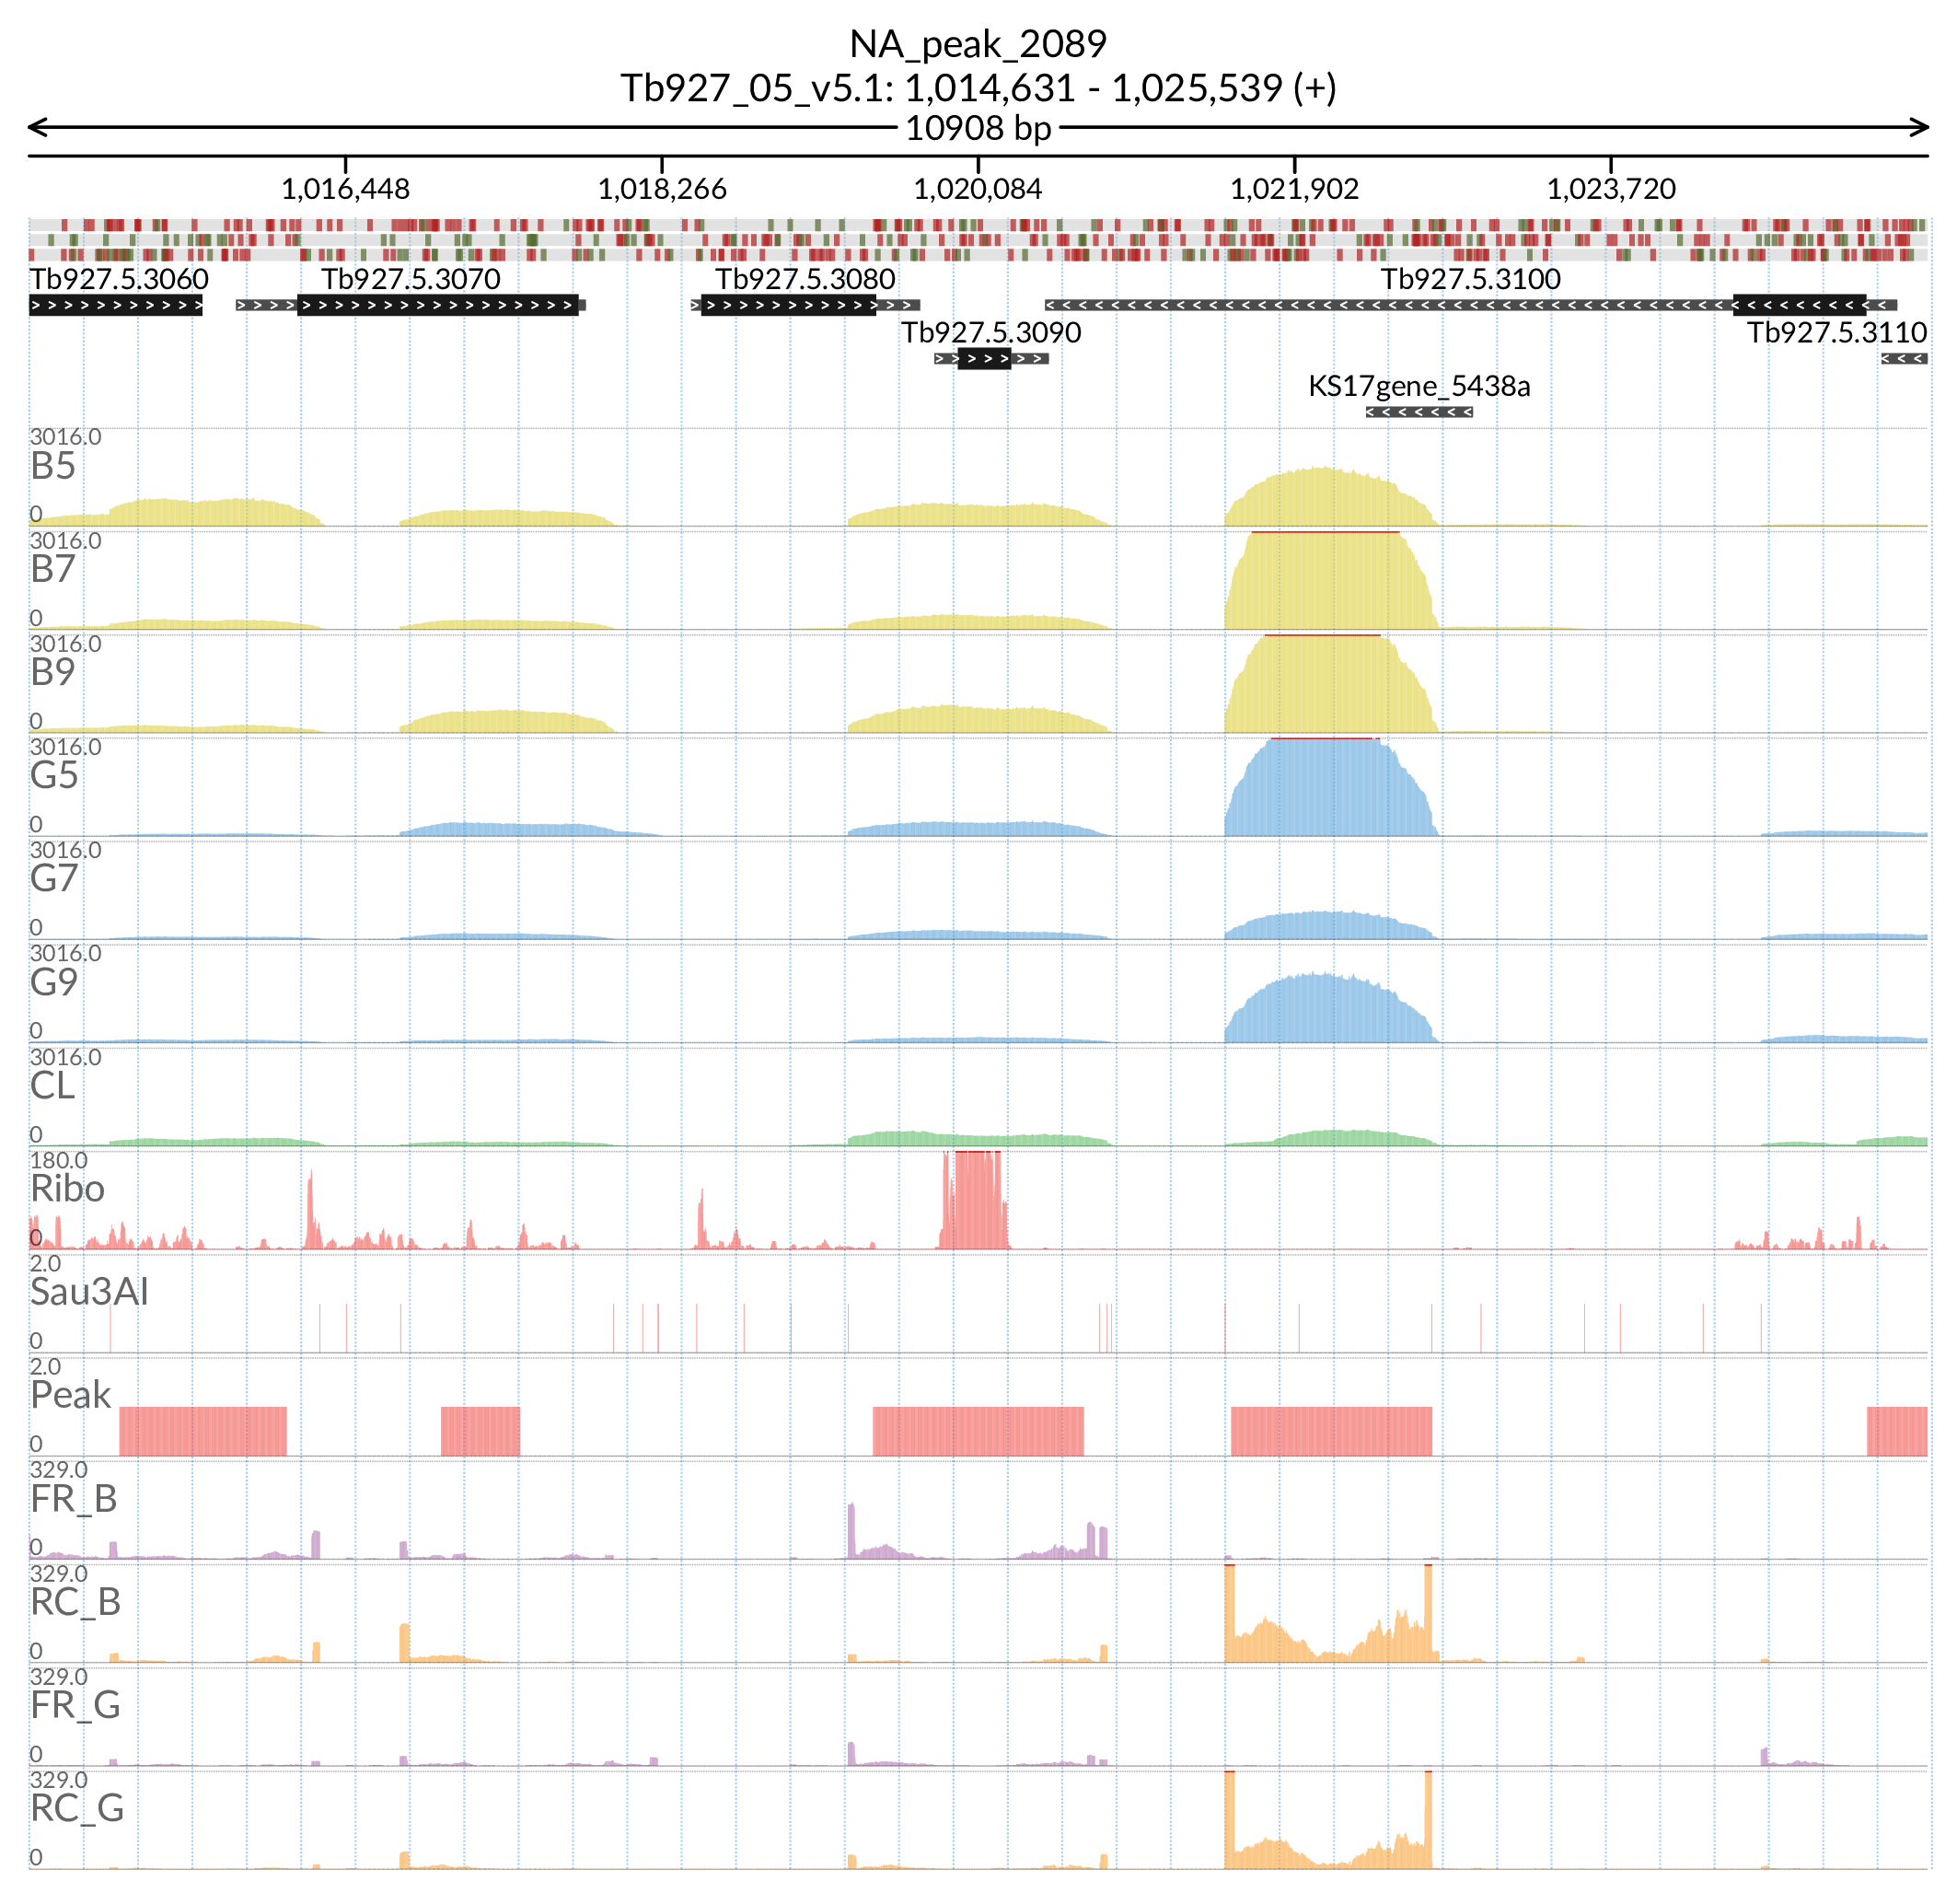 NA_peak_2089
Tb927_05_v5.1: 1,014,631 - 1,025,539 (+)
10908 bp
1,016,448 1,018,266 1,020,084 1,021,902 1,023,720
Tb927.5.3060 Tb927.5.3070 Tb927.5.3080 Tb927.5.3100
Tb927.5.3090 Tb927.5.3110
KS17gene_5438a
3016.0
B5
0
3016.0
B7
0
3016.0
B9
0
3016.0
G5
0
3016.0
G7
0
3016.0
G9
0
3016.0
CL
0
180.0
Ribo
0
2.0
Sau3AI
0
2.0
Peak
0
329.0
FR_B
0
329.0
RC_B
0
329.0
FR_G
0
329.0
RC_G
0